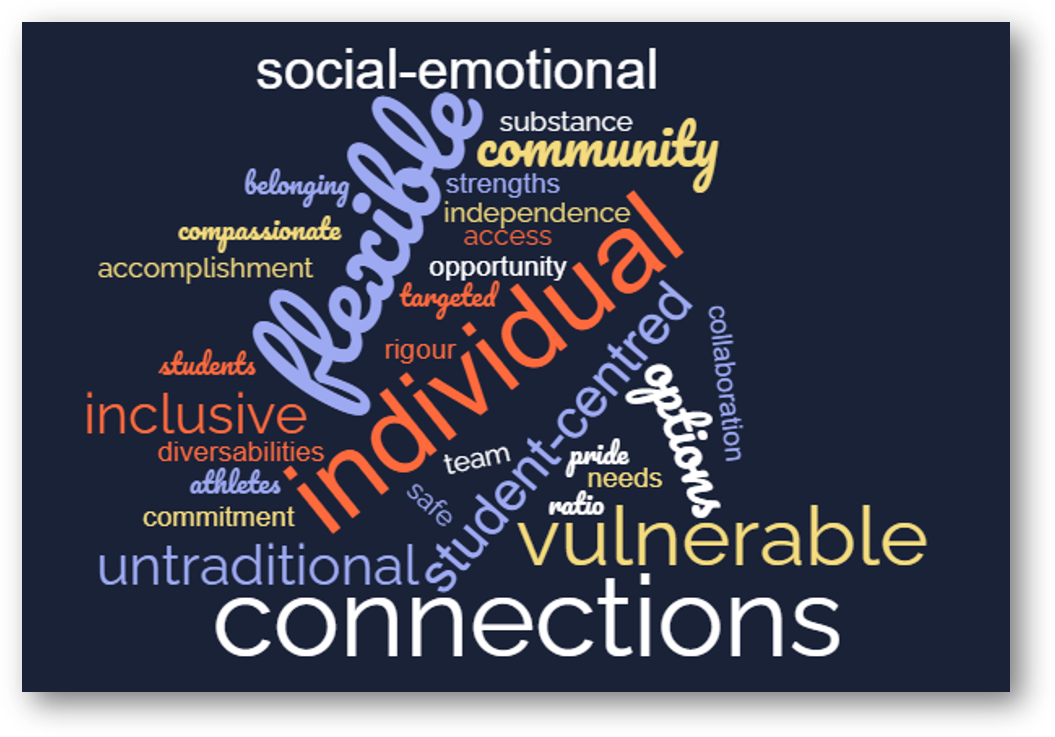 social-emotional
flexible
substance
community
belonging
strengths
compassionate
independence
access
accomplishment
opportunity
targeted
individual
rigour
students
student-centred
collaboration
options
inclusive
diversabilities
team
pride
athletes
needs
safe
ratio
commitment
vulnerable
untraditional
connections